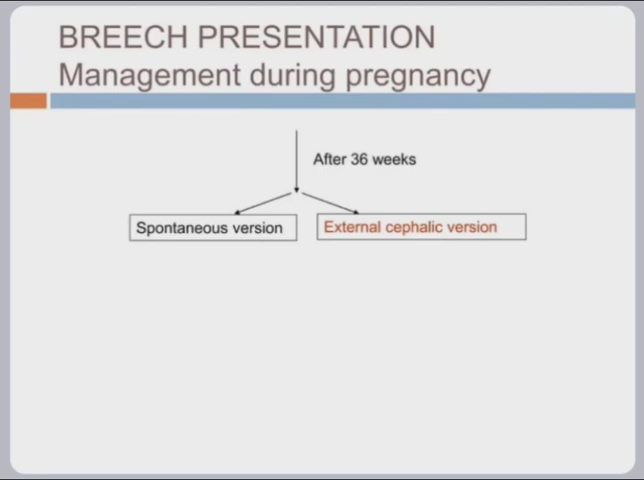 BREECH PRESENTATION
Management during pregnancy
After 36 weeks
Spontaneous version
External cephalic version